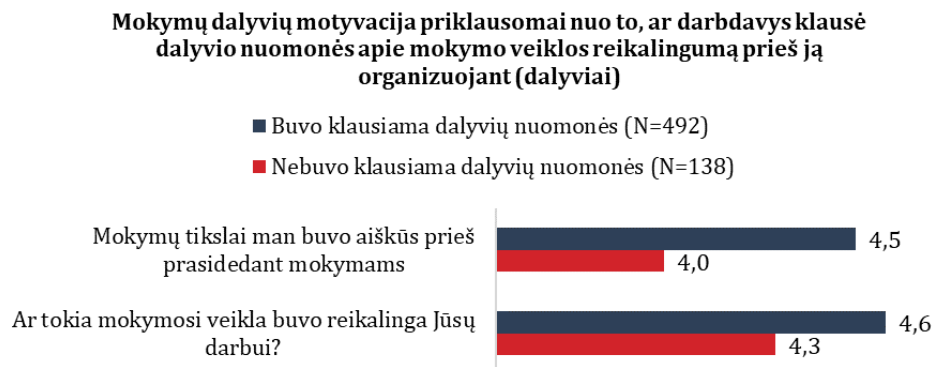 Mokymų dalyvių motyvacija priklausomai nuo to, ar darbdavys klausė
dalyvio nuomonės apie mokymo veiklos reikalingumą prieš ją
organizuojant (dalyviai)
Buvo klausiama dalyvių nuomonės (N=492)
Nebuvo klausiama dalyvių nuomonės (N=138)
Mokymų tikslai man buvo aiškūs prieš
prasidedant mokymams
4,5
4,0
Ar tokia mokymosi veikla buvo reikalinga Jūsų
darbui?
4,6
4,3